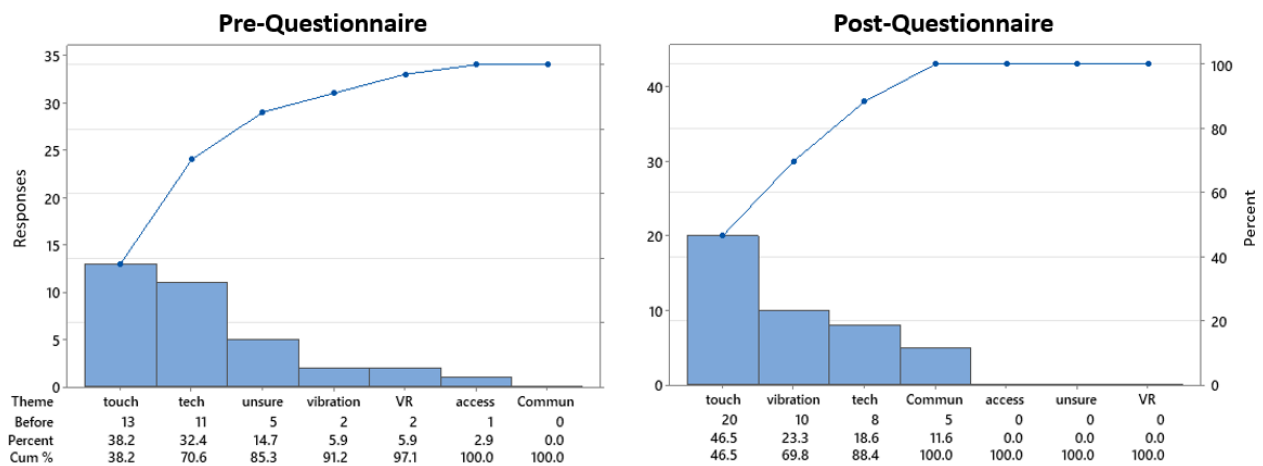 Pre-Questionnaire
35
30
25
20
15
10
5
0
Responses
Theme touch tech unsure vibration VR access Commun
Before 13 11 5 2 2 1 0
Percent 38.2 32.4 14.7 5.9 5.9 2.9 0.0
Cum % 38.2 70.6 85.3 91.2 97.1 100.0 100.0
Post-Questionnaire
40
30
20
10
0
100
80
60
40
20
0
Percent
touch vibration tech Commun access unsure VR
20 10 8 5 0 0 0
46.5 23.3 18.6 11.6 0.0 0.0 0.0
46.5 69.8 88.4 100.0 100.0 100.0 100.0